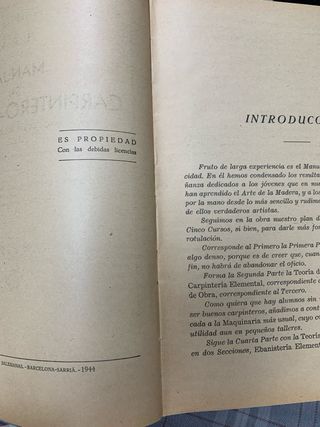 ES PROPIEDAD
Con las debidas licencias
SALESIANAS. - BARCELONA-SARRIÁ. - 1944
INTRODUCC
Fruto de larga experiencia es el Manu
cidad. En él hemos condensado los resultad
ñanza dedicados a los jóvenes que en nues
han aprendido el Arte de la Madera, y a los
por la mano desde lo más sencillo y rudime
de ellos verdaderos artistas.
Seguimos en la obra nuestro plan d
Cinco Cursos, si bien, para darle más for
rotulación.
Corresponde al Primero la Primera P
algo denso, porque es de creer que, cuan
fin, no habrá de abandonar el oficio.
Forma la Segunda Parte la Teoría d
Carpintería Elemental, correspondiente a
de Obra, correspondiente al Tercero.
Como quiera que hay alumnos sin
ner buenos carpinteros, añadimos a conti
cada a la Maquinaria más usual, cuyo co
utilidad aun en pequeños talleres.
Sigue la Cuarta Parte con la Teoría
en dos Secciones, Ebanistería Element